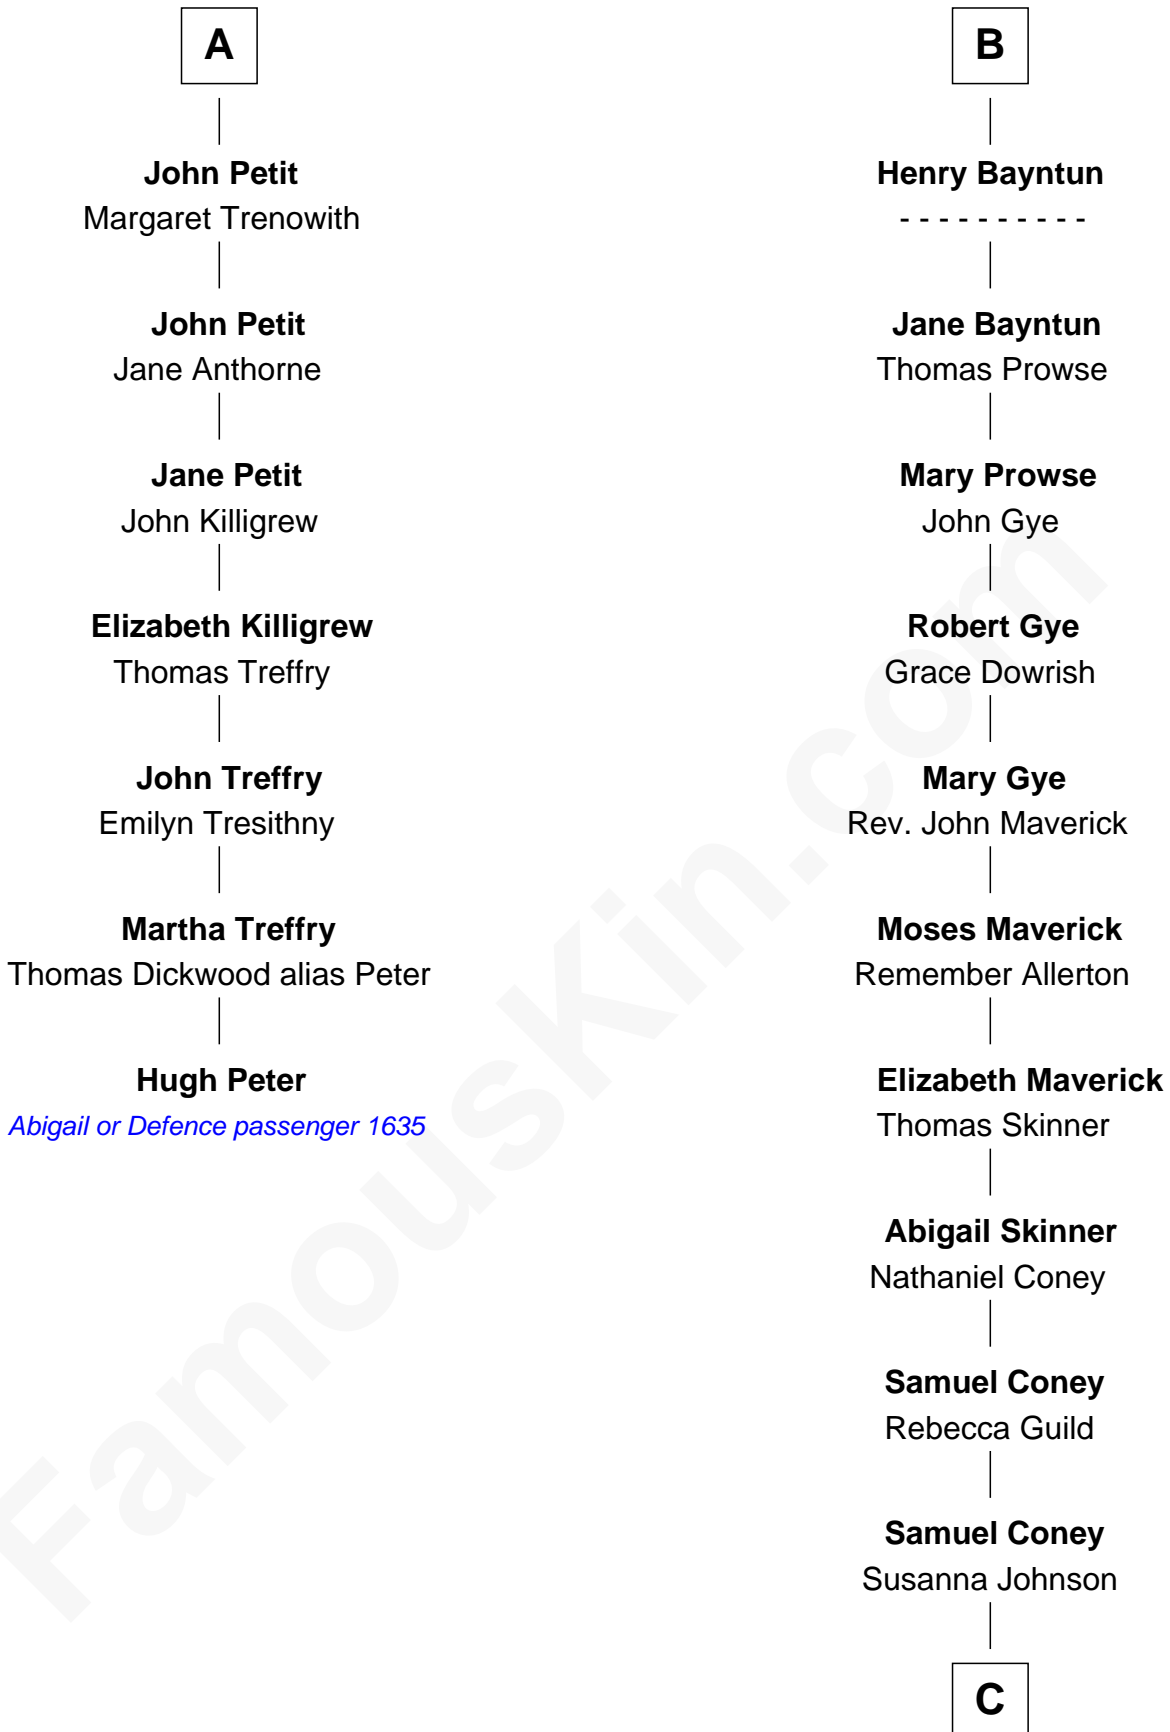 A
John Petit
Margaret Trenowith
John Petit
Jane Anthorne
Jane Petit
John Killigrew
Elizabeth Killigrew
Thomas Treffry
John Treffry
Emilyn Tresithny
Martha Treffry
Thomas Dickwood alias Peter
Hugh Peter
Abigail or Defence passenger 1635
B
Henry Bayntun
- - - - - - - - - -
Jane Bayntun
Thomas Prowse
Mary Prowse
John Gye
Robert Gye
Grace Dowrish
Mary Gye
Rev. John Maverick
Moses Maverick
Remember Allerton
Elizabeth Maverick
Thomas Skinner
Abigail Skinner
Nathaniel Coney
Samuel Coney
Rebecca Guild
Samuel Coney
Susanna Johnson
C
FamousKin.com